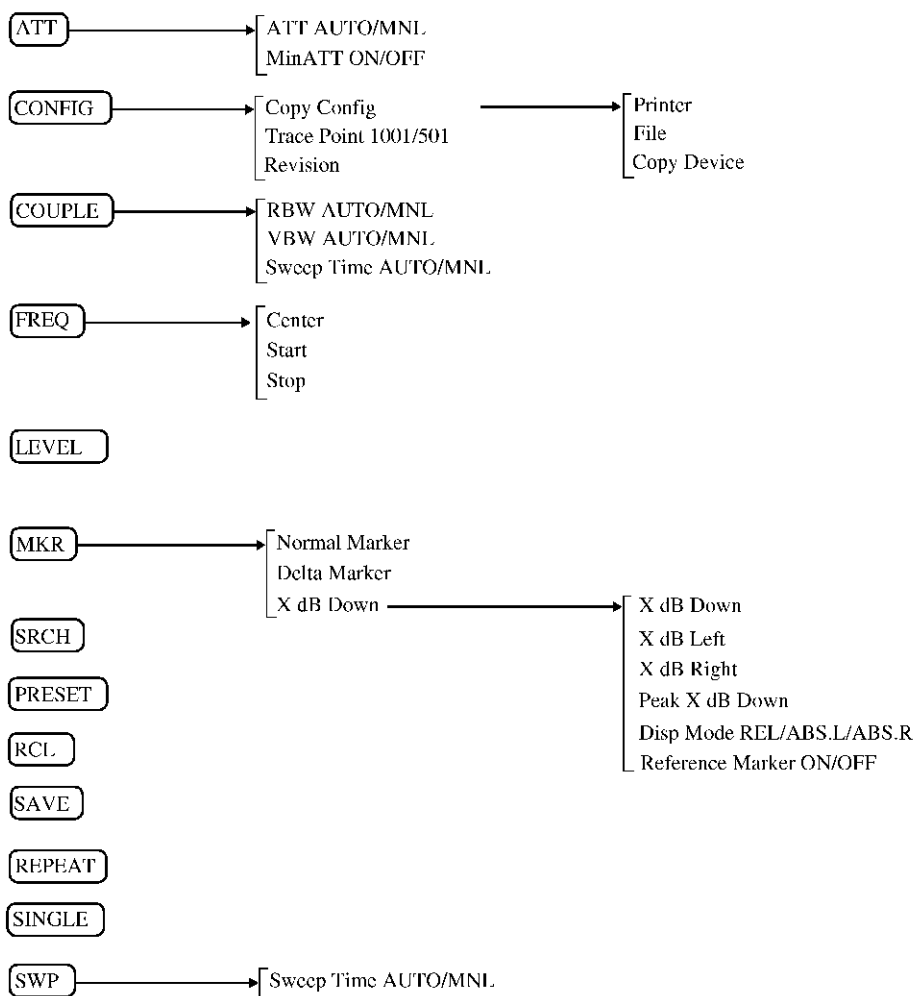 ATT
ATT AUTO/MNL
MinATT ON/OFF
CONFIG
Copy Config
Trace Point 1001/501
Revision
Printer
File
Copy Device
COUPLE
RBW AUTO/MNL
VBW AUTO/MNL
Sweep Time AUTO/MNL
FREQ
Center
Start
Stop
LEVEL
MKR
Normal Marker
Delta Marker
X dB Down
X dB Down
X dB Left
X dB Right
Peak X dB Down
Disp Mode REL/ABS.L/ABS.R
Reference Marker ON/OFF
SRCH
PRESET
RCL
SAVE
REPEAT
SINGLE
SWP
Sweep Time AUTO/MNL